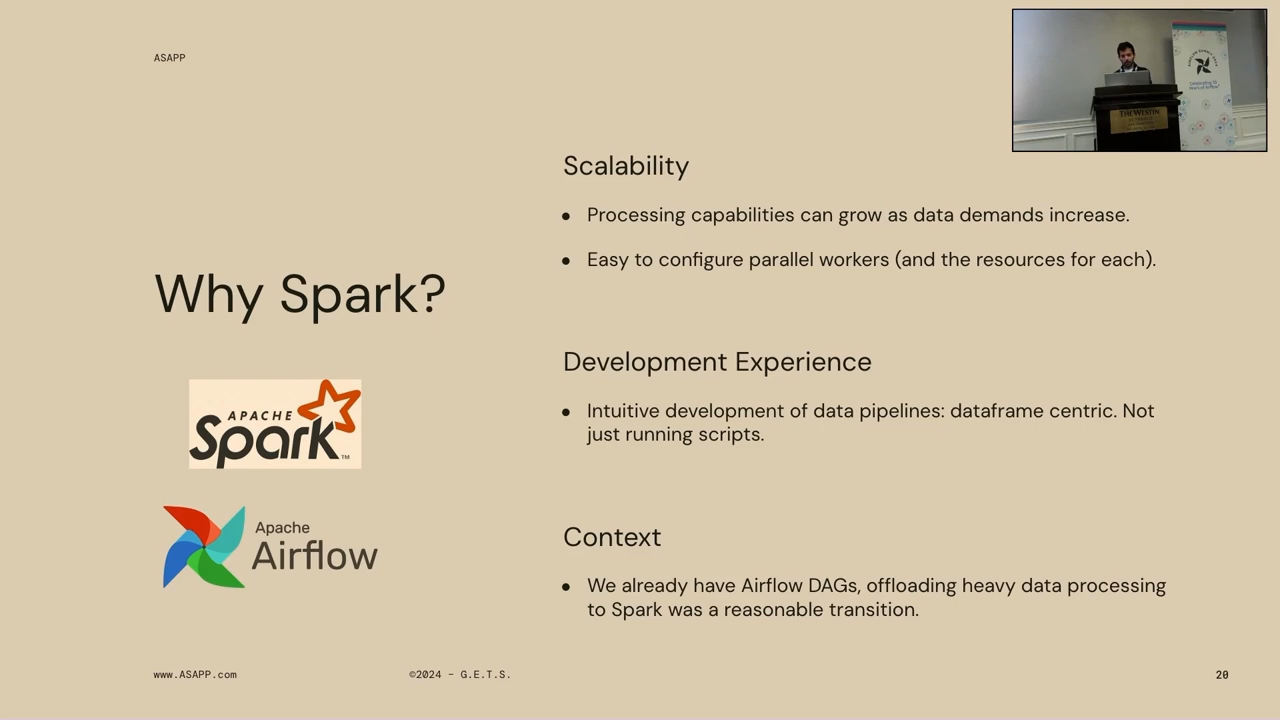 ASAPP
Why Spark?
APACHE
Spark™
Apache
Airflow
Scalability
● Processing capabilities can grow as data demands increase.
● Easy to configure parallel workers (and the resources for each).
Development Experience
● Intuitive development of data pipelines: dataframe centric. Not
just running scripts.
Context
● We already have Airflow DAGs, offloading heavy data processing
to Spark was a reasonable transition.
THE WESTIN
www.ASAPP.com
©2024 - G.E.T.S.
20